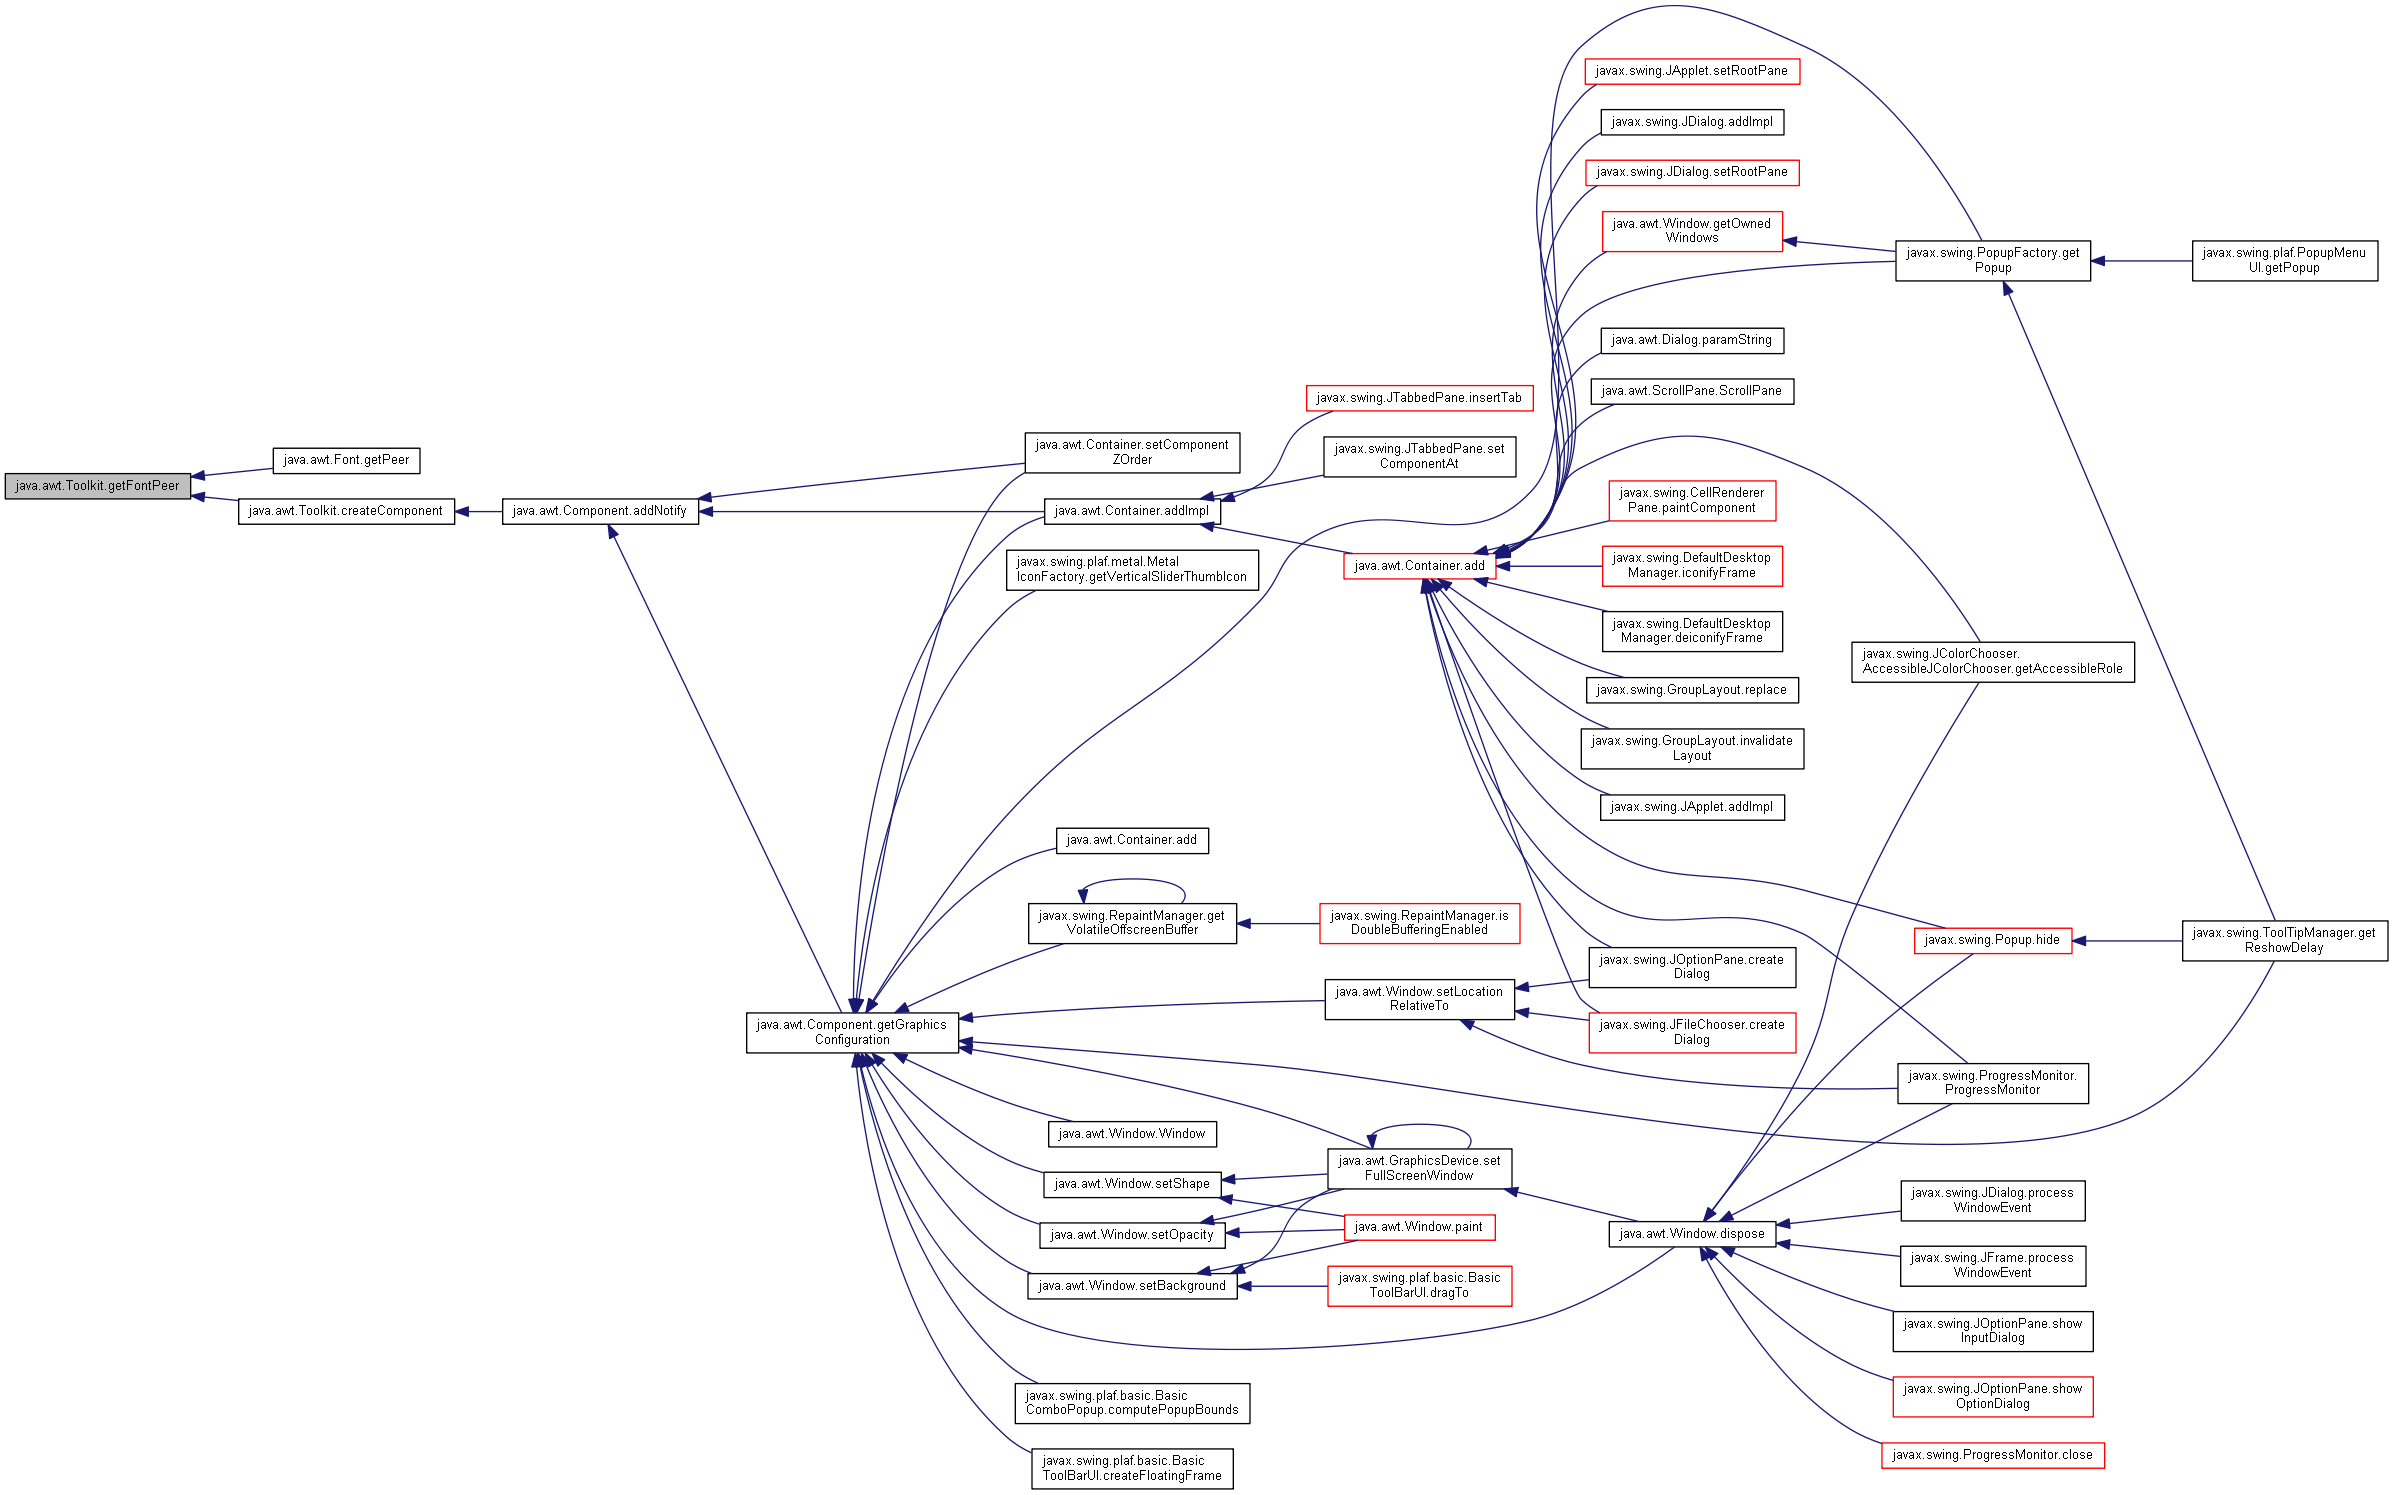 java.awt.Toolkit.getFontPeer
java.awt.Font.getPeer
java.awt.Toolkit.createComponent
java.awt.Component.addNotify
java.awt.Container.setComponent
ZOrder
java.awt.Container.addImpl
javax.swing.plaf.metal.Metal
IconFactory.getVerticalSliderThumbIcon
java.awt.Container.add
javax.swing.RepaintManager.get
VolatileOffscreenBuffer
java.awt.Component.getGraphics
Configuration
java.awt.Window.Window
java.awt.Window.setShape
java.awt.Window.setOpacity
java.awt.Window.setBackground
javax.swing.plaf.basic.Basic
ComboPopup.computePopupBounds
javax.swing.plaf.basic.Basic
ToolBarUI.createFloatingFrame
javax.swing.JTabbedPane.insertTab
javax.swing.JTabbedPane.set
ComponentAt
java.awt.Container.add
javax.swing.RepaintManager.is
DoubleBufferingEnabled
java.awt.Window.setLocation
RelativeTo
java.awt.GraphicsDevice.set
FullScreenWindow
java.awt.Window.paint
javax.swing.plaf.basic.Basic
ToolBarUI.dragTo
javax.swing.JApplet.setRootPane
javax.swing.JDialog.addImpl
javax.swing.JDialog.setRootPane
java.awt.Window.getOwned
Windows
java.awt.Dialog.paramString
java.awt.ScrollPane.ScrollPane
javax.swing.CellRenderer
Pane.paintComponent
javax.swing.DefaultDesktop
Manager.iconifyFrame
javax.swing.DefaultDesktop
Manager.deiconifyFrame
javax.swing.GroupLayout.replace
javax.swing.GroupLayout.invalidate
Layout
javax.swing.JApplet.addImpl
javax.swing.JOptionPane.create
Dialog
javax.swing.JFileChooser.create
Dialog
java.awt.Window.dispose
javax.swing.PopupFactory.get
Popup
javax.swing.JColorChooser.
AccessibleJColorChooser.getAccessibleRole
javax.swing.Popup.hide
javax.swing.ProgressMonitor.
ProgressMonitor
javax.swing.JDialog.process
WindowEvent
javax.swing.JFrame.process
WindowEvent
javax.swing.JOptionPane.show
InputDialog
javax.swing.JOptionPane.show
OptionDialog
javax.swing.ProgressMonitor.close
javax.swing.plaf.PopupMenu
UI.getPopup
javax.swing.ToolTipManager.get
ReshowDelay